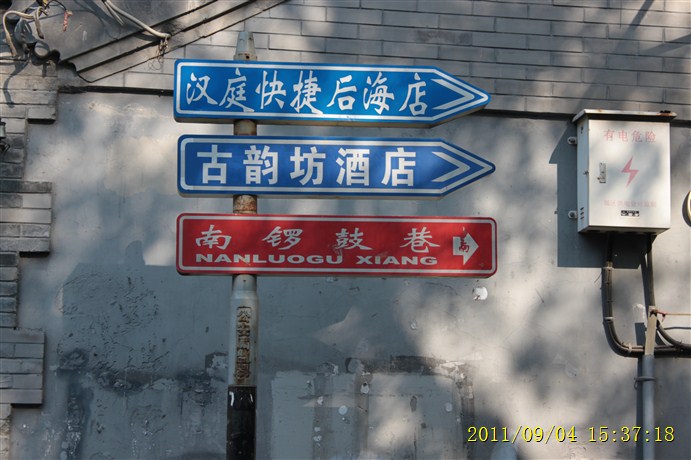 汉庭快捷后海店
古韵坊酒店
南锣鼓巷
NANLUOGU XIANG
有电危险
2011/09/04 15:37:18